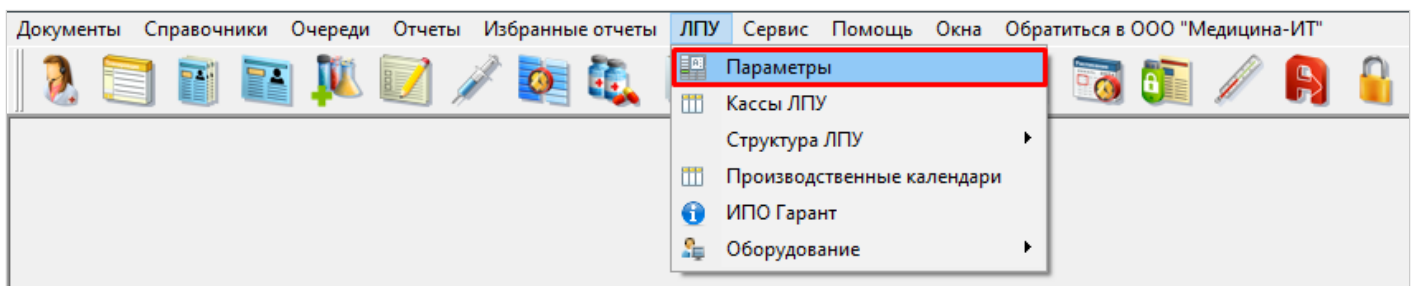 Документы Справочники Очереди Отчеты Избранные отчеты ЛПУ Сервис Помощь Окна Обратиться в ООО "Медицина-ИТ"
Параметры
Кассы ЛПУ
Структура ЛПУ
Производственные календари
ИПО Гарант
Оборудование